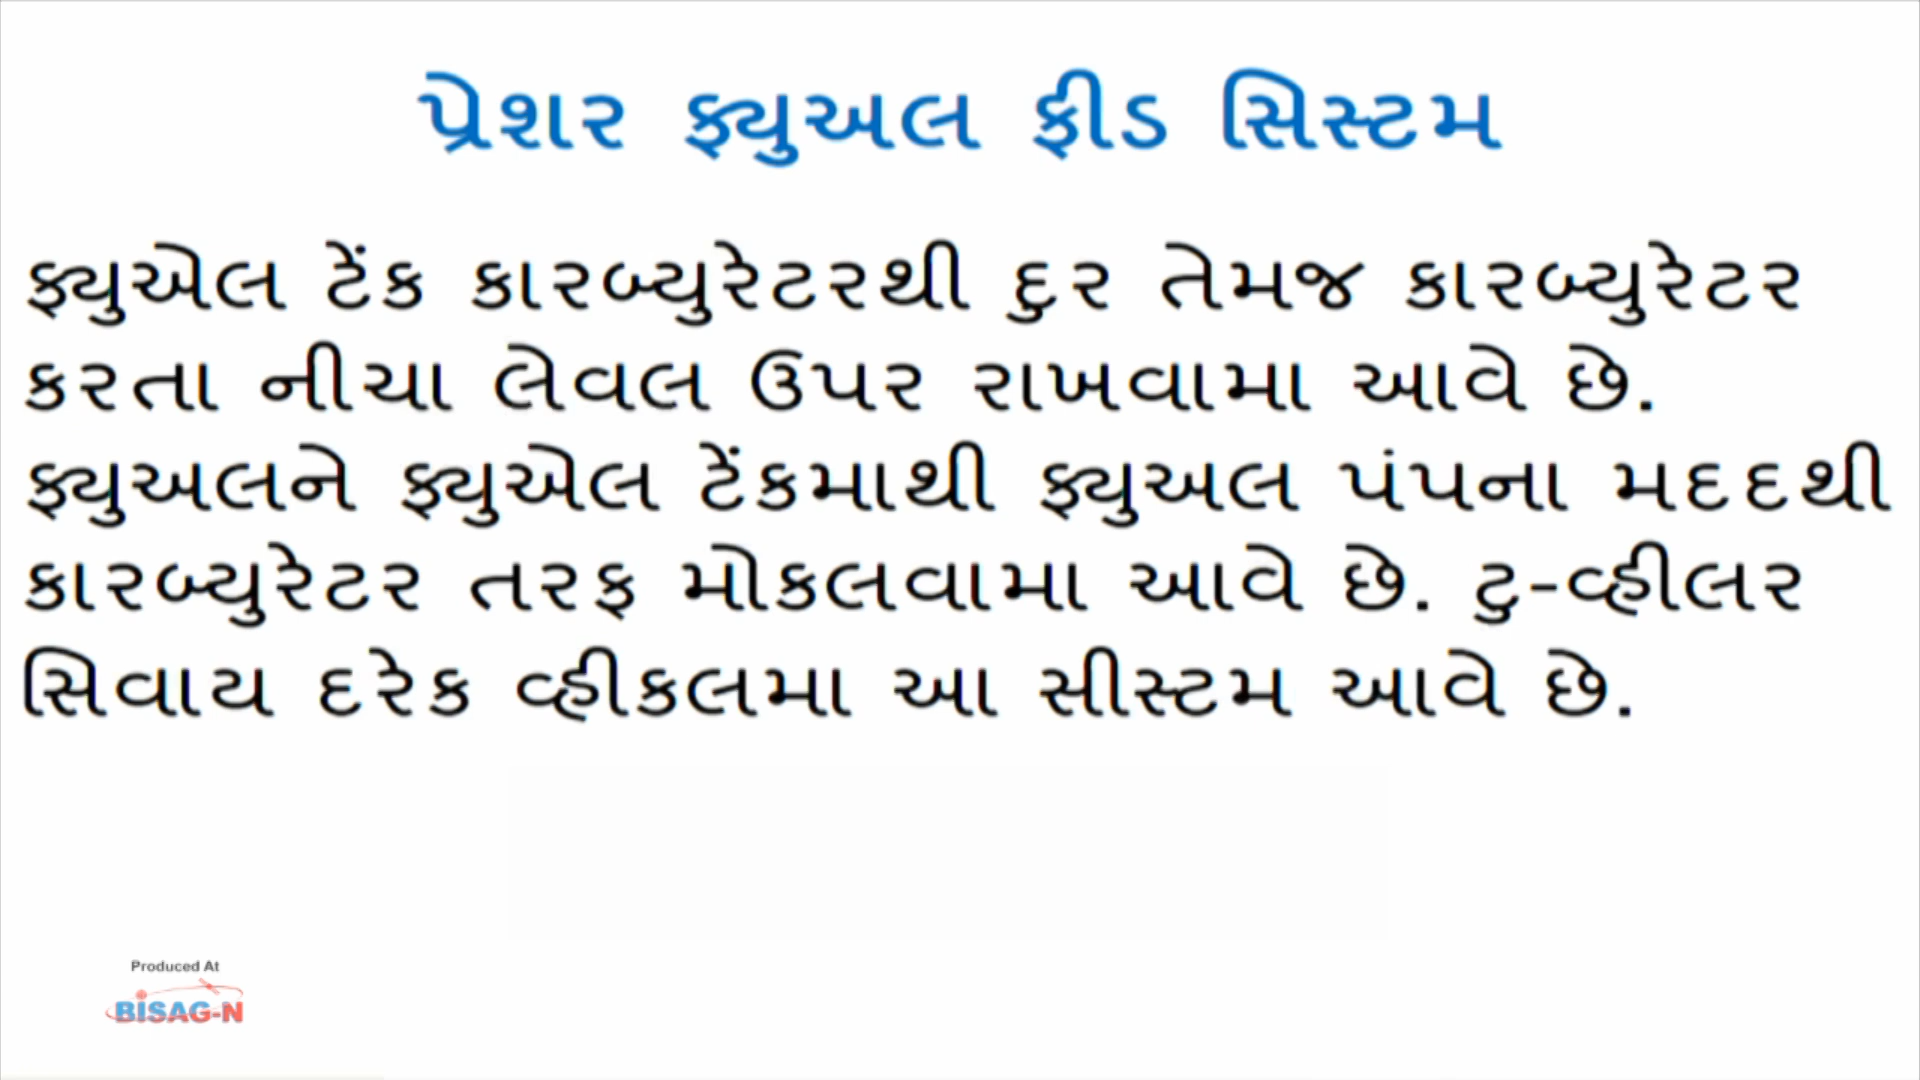 પ્રેશર ફ્યુઅલ ફીડ સિસ્ટમ
ફ્યુએલ ટેંક કારબ્યુરેટરથી દુર તેમજ કારબ્યુરેટર
કરતા નીચા લેવલ ઉપર રાખવામા આવે છે.
ફ્યુઅલને ફ્યુએલ ટેંકમાથી ફ્યુઅલ પંપના મદદથી
કારબ્યુરેટર તરફ મોકલવામા આવે છે. ટુ-વ્હીલર
સિવાય દરેક વ્હીકલમા આ સીસ્ટમ આવે છે.
Produced At
BISAG-N